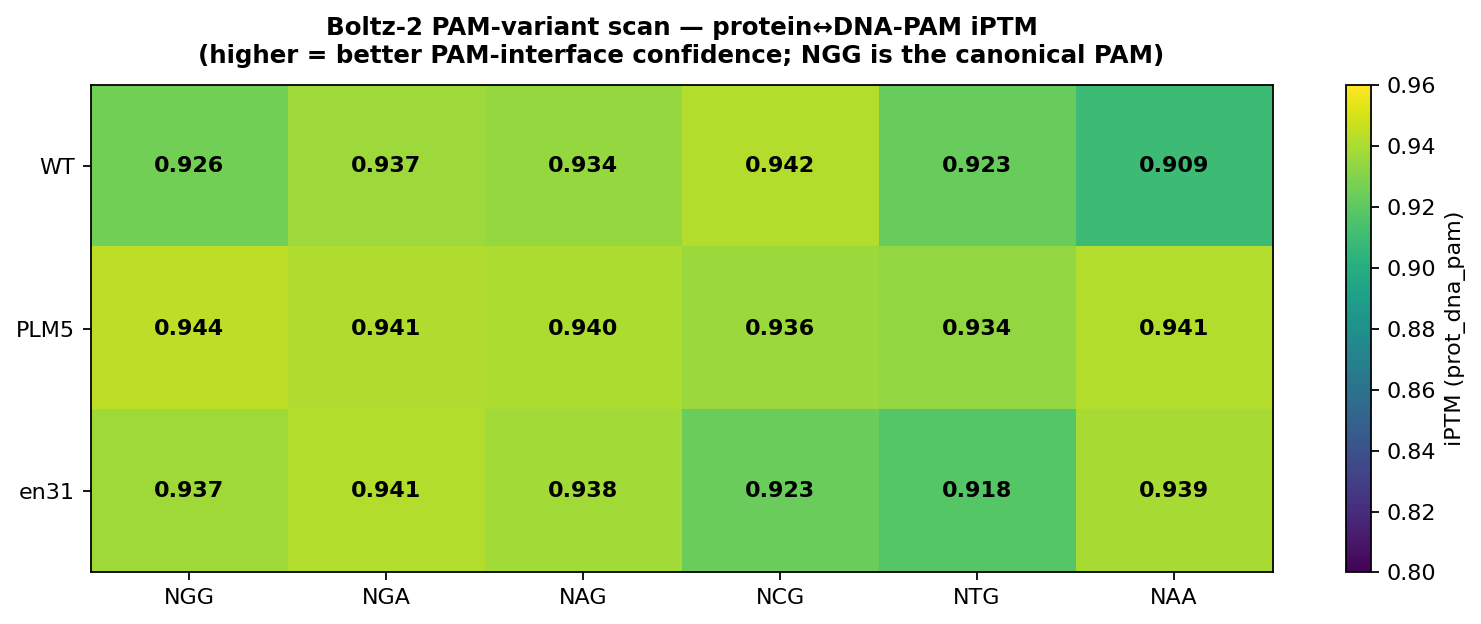 Boltz-2 PAM-variant scan — protein↔DNA-PAM iPTM
(higher = better PAM-interface confidence; NGG is the canonical PAM)
WT 0.926 0.937 0.934 0.942 0.923 0.909
PLM5 0.944 0.941 0.940 0.936 0.934 0.941
en31 0.937 0.941 0.938 0.923 0.918 0.939
NGG NGA NAG NCG NTG NAA
0.96
0.94
0.92
0.90
0.88
0.86
0.84
0.82
0.80
iPTM (prot_dna_pam)